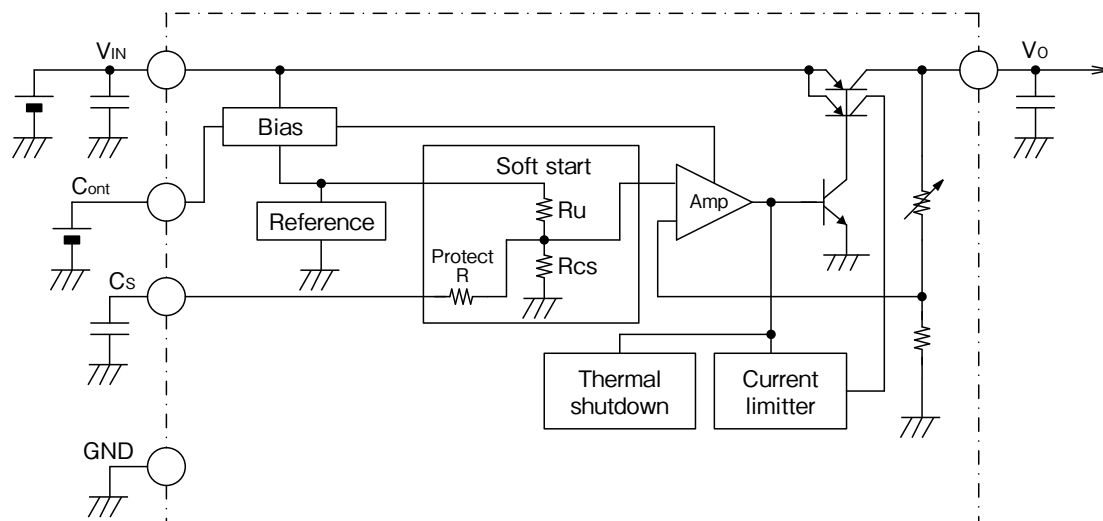 VIN
VO
Bias
Soft start
Cont
Ru
Amp
Reference
Protect
R
Rcs
CS
Thermal
shutdown
Current
limitter
GND